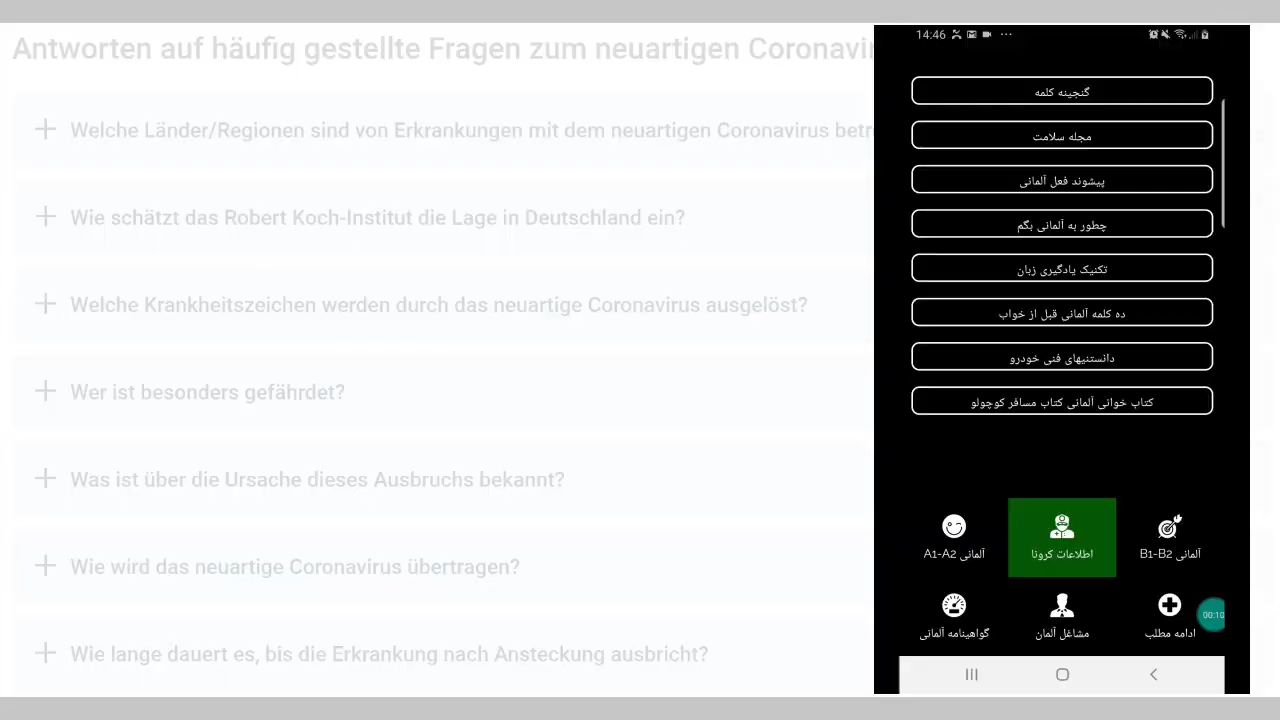 Antworten auf häufig gestellte Fragen zum neuartigen Coronavi
Welche Länder/Regionen sind von Erkrankungen mit dem neuartigen Coronavirus
Wie schätzt das Robert Koch-Institut die Lage in Deutschland ein?
Welche Krankheitszeichen werden durch das neuartige Coronavirus ausgelöst?
Wer ist besonders gefährdet?
Was ist über die Ursache dieses Ausbruchs bekannt?
Wie wird das neuartige Coronavirus übertragen?
Wie lange dauert es, bis die Erkrankung nach Ansteckung ausbricht?
14:46
گنجینه کلمه
مجله سلامت
پیشوند فعل آلمانی
چطور به آلمانی بگم
تکنیک یادگیری زبان
ده کلمه آلمانی قبل از خواب
دانستنیهای فنی خودرو
کتاب خوانی آلمانی کتاب مسافر کوچولو
آلمانی A1-A2
اطلاعات کرونا
آلمانی B1-B2
گواهینامه آلمانی
مشاغل آلمان
ادامه مطلب
00:10